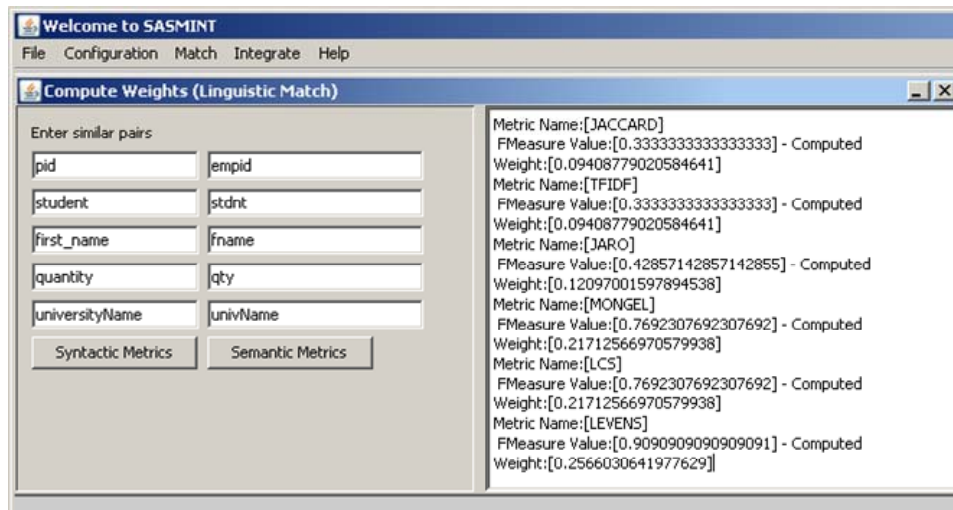 Welcome to SASMINT
File Configuration Match Integrate Help
Compute Weights (Linguistic Match)
Enter similar pairs
pid empid
student stdnt
first_name fname
quantity qty
universityName univName
Syntactic Metrics Semantic Metrics
Metric Name:[JACCARD]
FMeasure Value:[0.3333333333333333] - Computed
Weight:[0.09408779020584641]
Metric Name:[TFIDF]
FMeasure Value:[0.3333333333333333] - Computed
Weight:[0.09408779020584641]
Metric Name:[JARO]
FMeasure Value:[0.42857142857142855] - Computed
Weight:[0.12097001597894538]
Metric Name:[MONGEL]
FMeasure Value:[0.7692307692307692] - Computed
Weight:[0.21712566970579938]
Metric Name:[LCS]
FMeasure Value:[0.7692307692307692] - Computed
Weight:[0.21712566970579938]
Metric Name:[LEVENS]
FMeasure Value:[0.9090909090909091] - Computed
Weight:[0.2566030641977629]